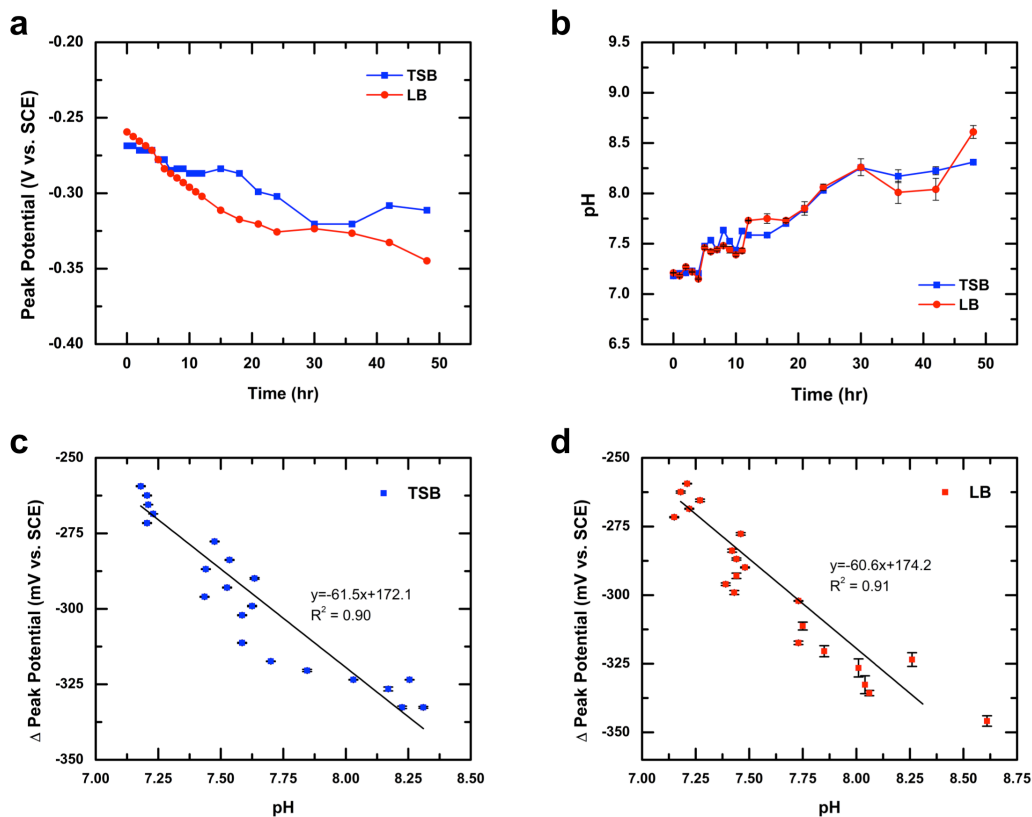 a
-0.20
-0.25
-0.30
-0.35
-0.40
Peak Potential (V vs. SCE)
TSB
LB
0 10 20 30 40 50
Time (hr)
b
9.5
9.0
8.5
8.0
7.5
7.0
6.5
pH
TSB
LB
0 10 20 30 40 50
Time (hr)
c
-250
-275
-300
-325
-350
Δ Peak Potential (mV vs. SCE)
TSB
y=-61.5x+172.1
R² = 0.90
7.00 7.25 7.50 7.75 8.00 8.25 8.50
pH
d
-250
-275
-300
-325
-350
Δ Peak Potential (mV vs. SCE)
LB
y=-60.6x+174.2
R² = 0.91
7.00 7.25 7.50 7.75 8.00 8.25 8.50 8.75
pH